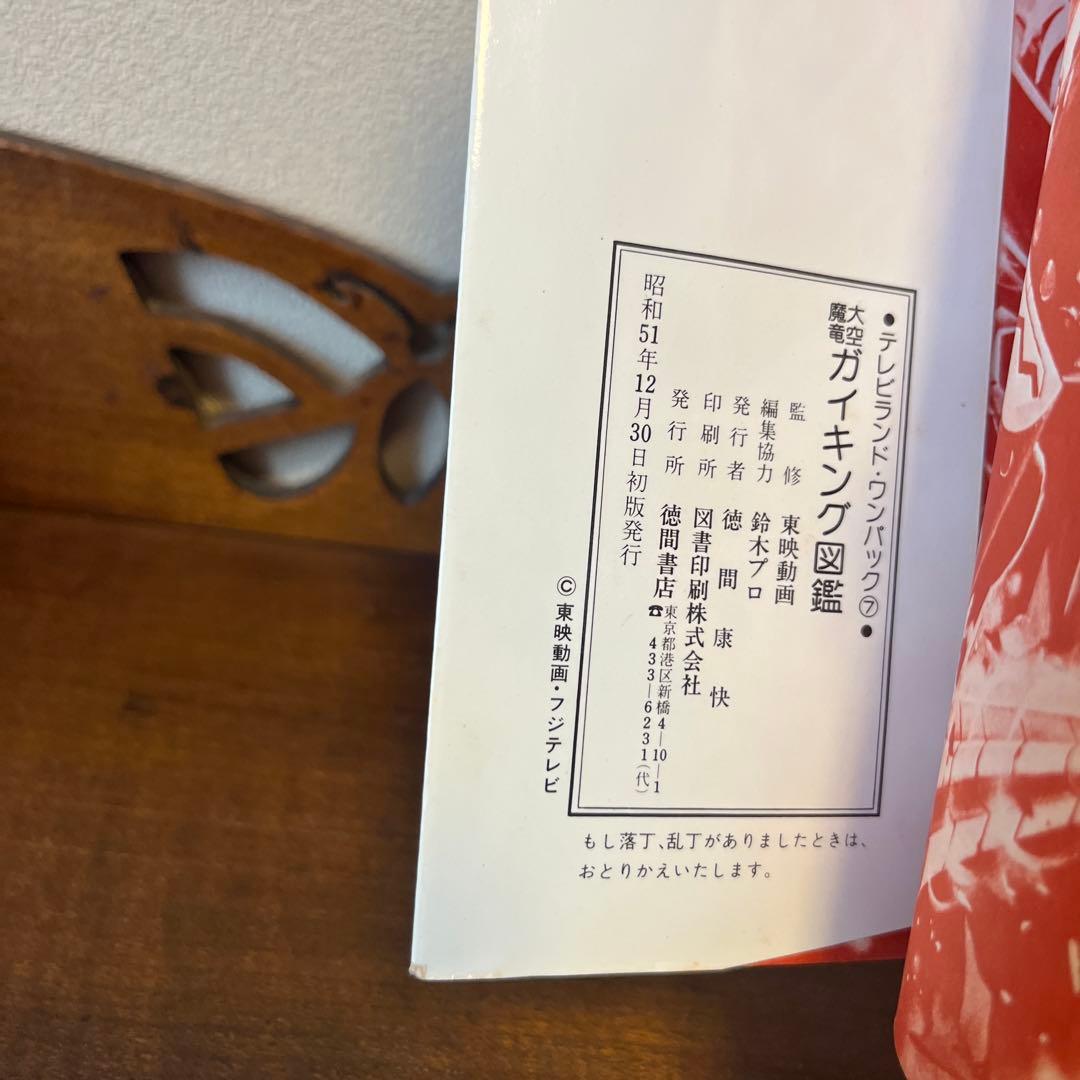 ●テレビランド・ワンパック⑦●
大空魔竜ガイキング図鑑
監修 東映動画
編集協力 鈴木プロ
発行者 徳間康快
印刷所 図書印刷株式会社
発行所 徳間書店 東京都港区新橋4―10―1
☎433―6231(代)
昭和51年12月30日初版発行
©東映動画・フジテレビ
もし落丁、乱丁がありましたときは、
おとりかえいたします。